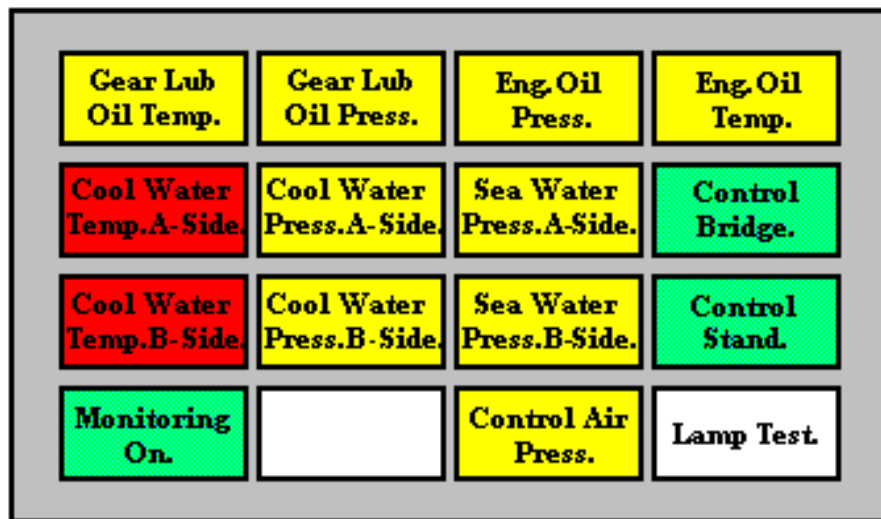 Gear Lub
Oil Temp.
Gear Lub
Oil Press.
Eng.Oil
Press.
Eng.Oil
Temp.
Cool Water
Temp.A-Side.
Cool Water
Press.A-Side.
Sea Water
Press.A-Side.
Control
Bridge.
Cool Water
Temp.B-Side.
Cool Water
Press.B-Side.
Sea Water
Press.B-Side.
Control
Stand.
Monitoring
On.
Control Air
Press.
Lamp Test.